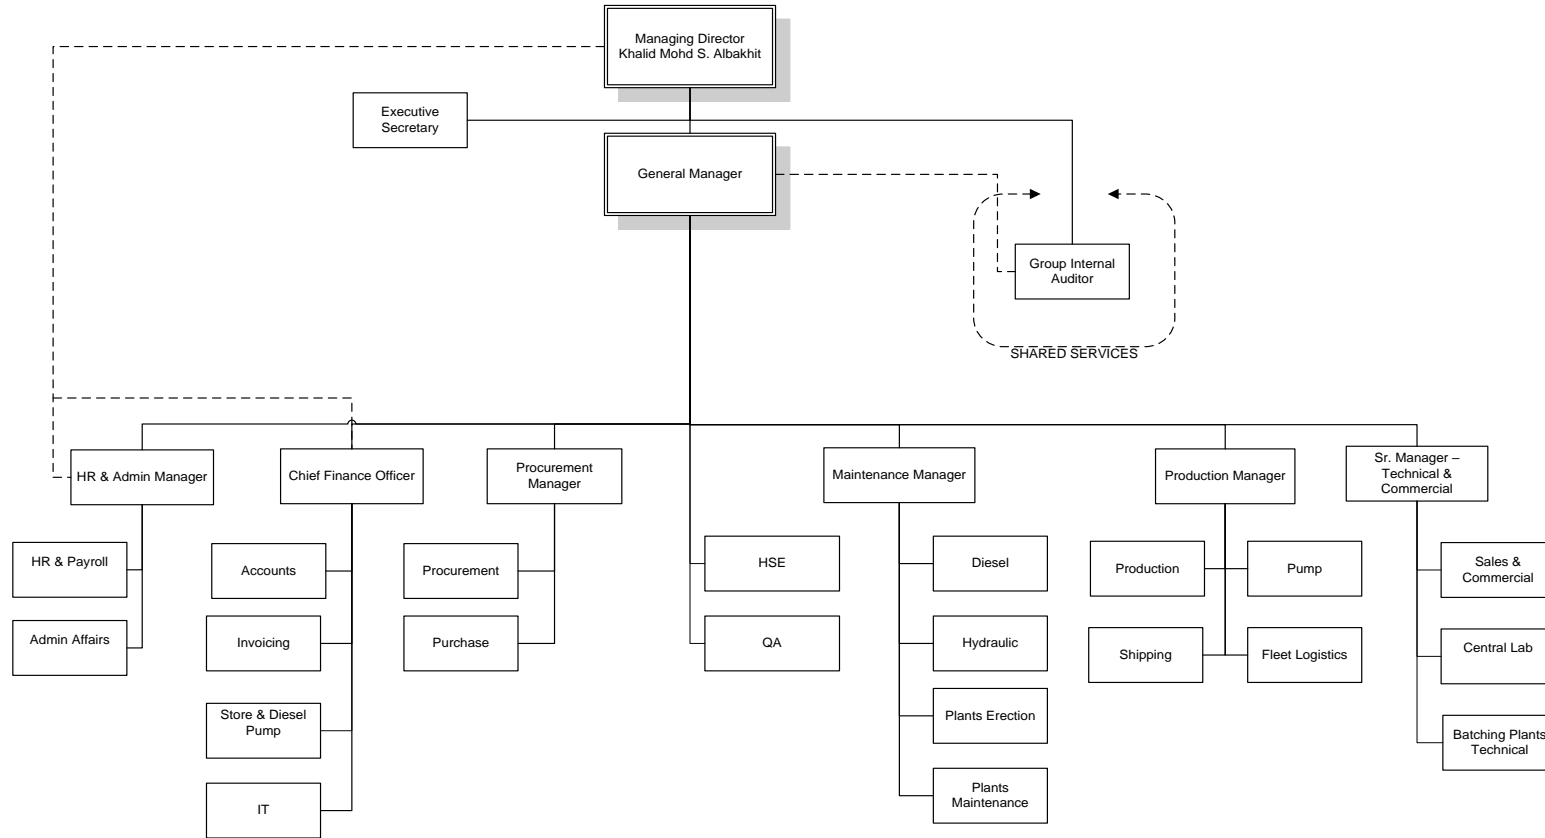 Managing Director
Khalid Mohd S. Albakhit
Executive
Secretary
General Manager
Group Internal
Auditor
SHARED SERVICES
HR & Admin Manager
Chief Finance Officer
Procurement
Manager
Maintenance Manager
Production Manager
Sr. Manager –
Technical &
Commercial
HR & Payroll
Admin Affairs
Accounts
Invoicing
Store & Diesel
Pump
IT
Procurement
Purchase
HSE
QA
Diesel
Hydraulic
Plants Erection
Plants
Maintenance
Production
Pump
Shipping
Fleet Logistics
Sales &
Commercial
Central Lab
Batching Plants
Technical